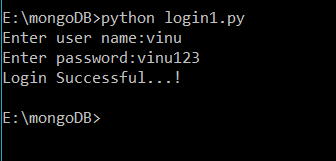 E:\mongoDB>python login1.py
Enter user name:vinu
Enter password:vinu123
Login Successful...!
E:\mongoDB>